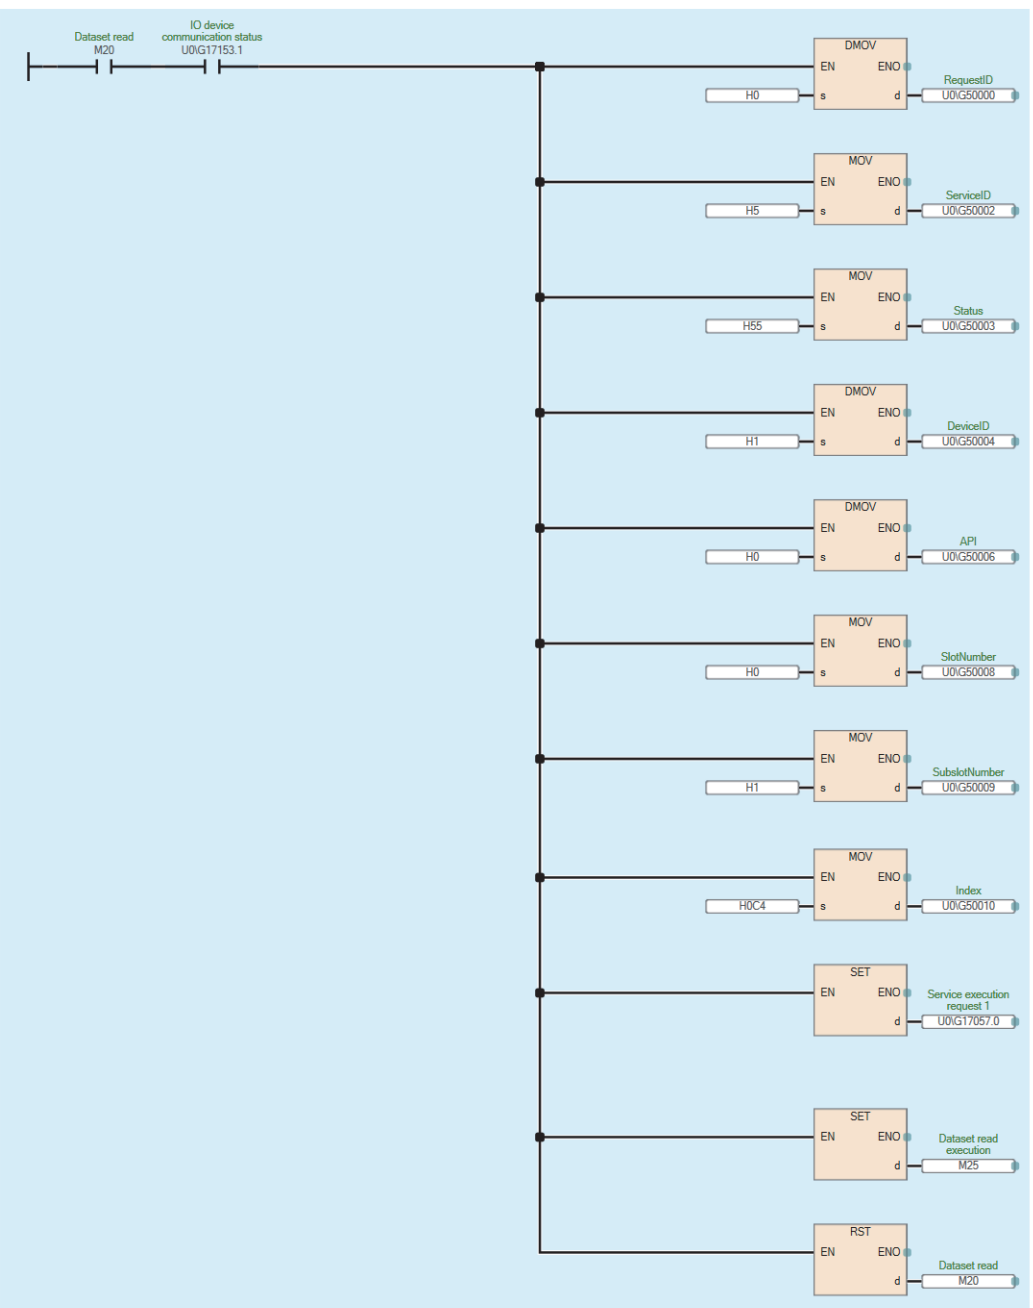 Dataset read
M20
IO device
communication status
U0\G17153.1
DMOV
EN ENO
RequestID
H0 s d U0\G50000
MOV
EN ENO
ServiceID
H5 s d U0\G50002
MOV
EN ENO
Status
H55 s d U0\G50003
DMOV
EN ENO
DeviceID
H1 s d U0\G50004
DMOV
EN ENO
API
H0 s d U0\G50006
MOV
EN ENO
SlotNumber
H0 s d U0\G50008
MOV
EN ENO
SubslotNumber
H1 s d U0\G50009
MOV
EN ENO
Index
H0C4 s d U0\G50010
SET
EN ENO
Service execution
request 1
d U0\G17057.0
SET
EN ENO
Dataset read
execution
d M25
RST
EN ENO
Dataset read
d M20